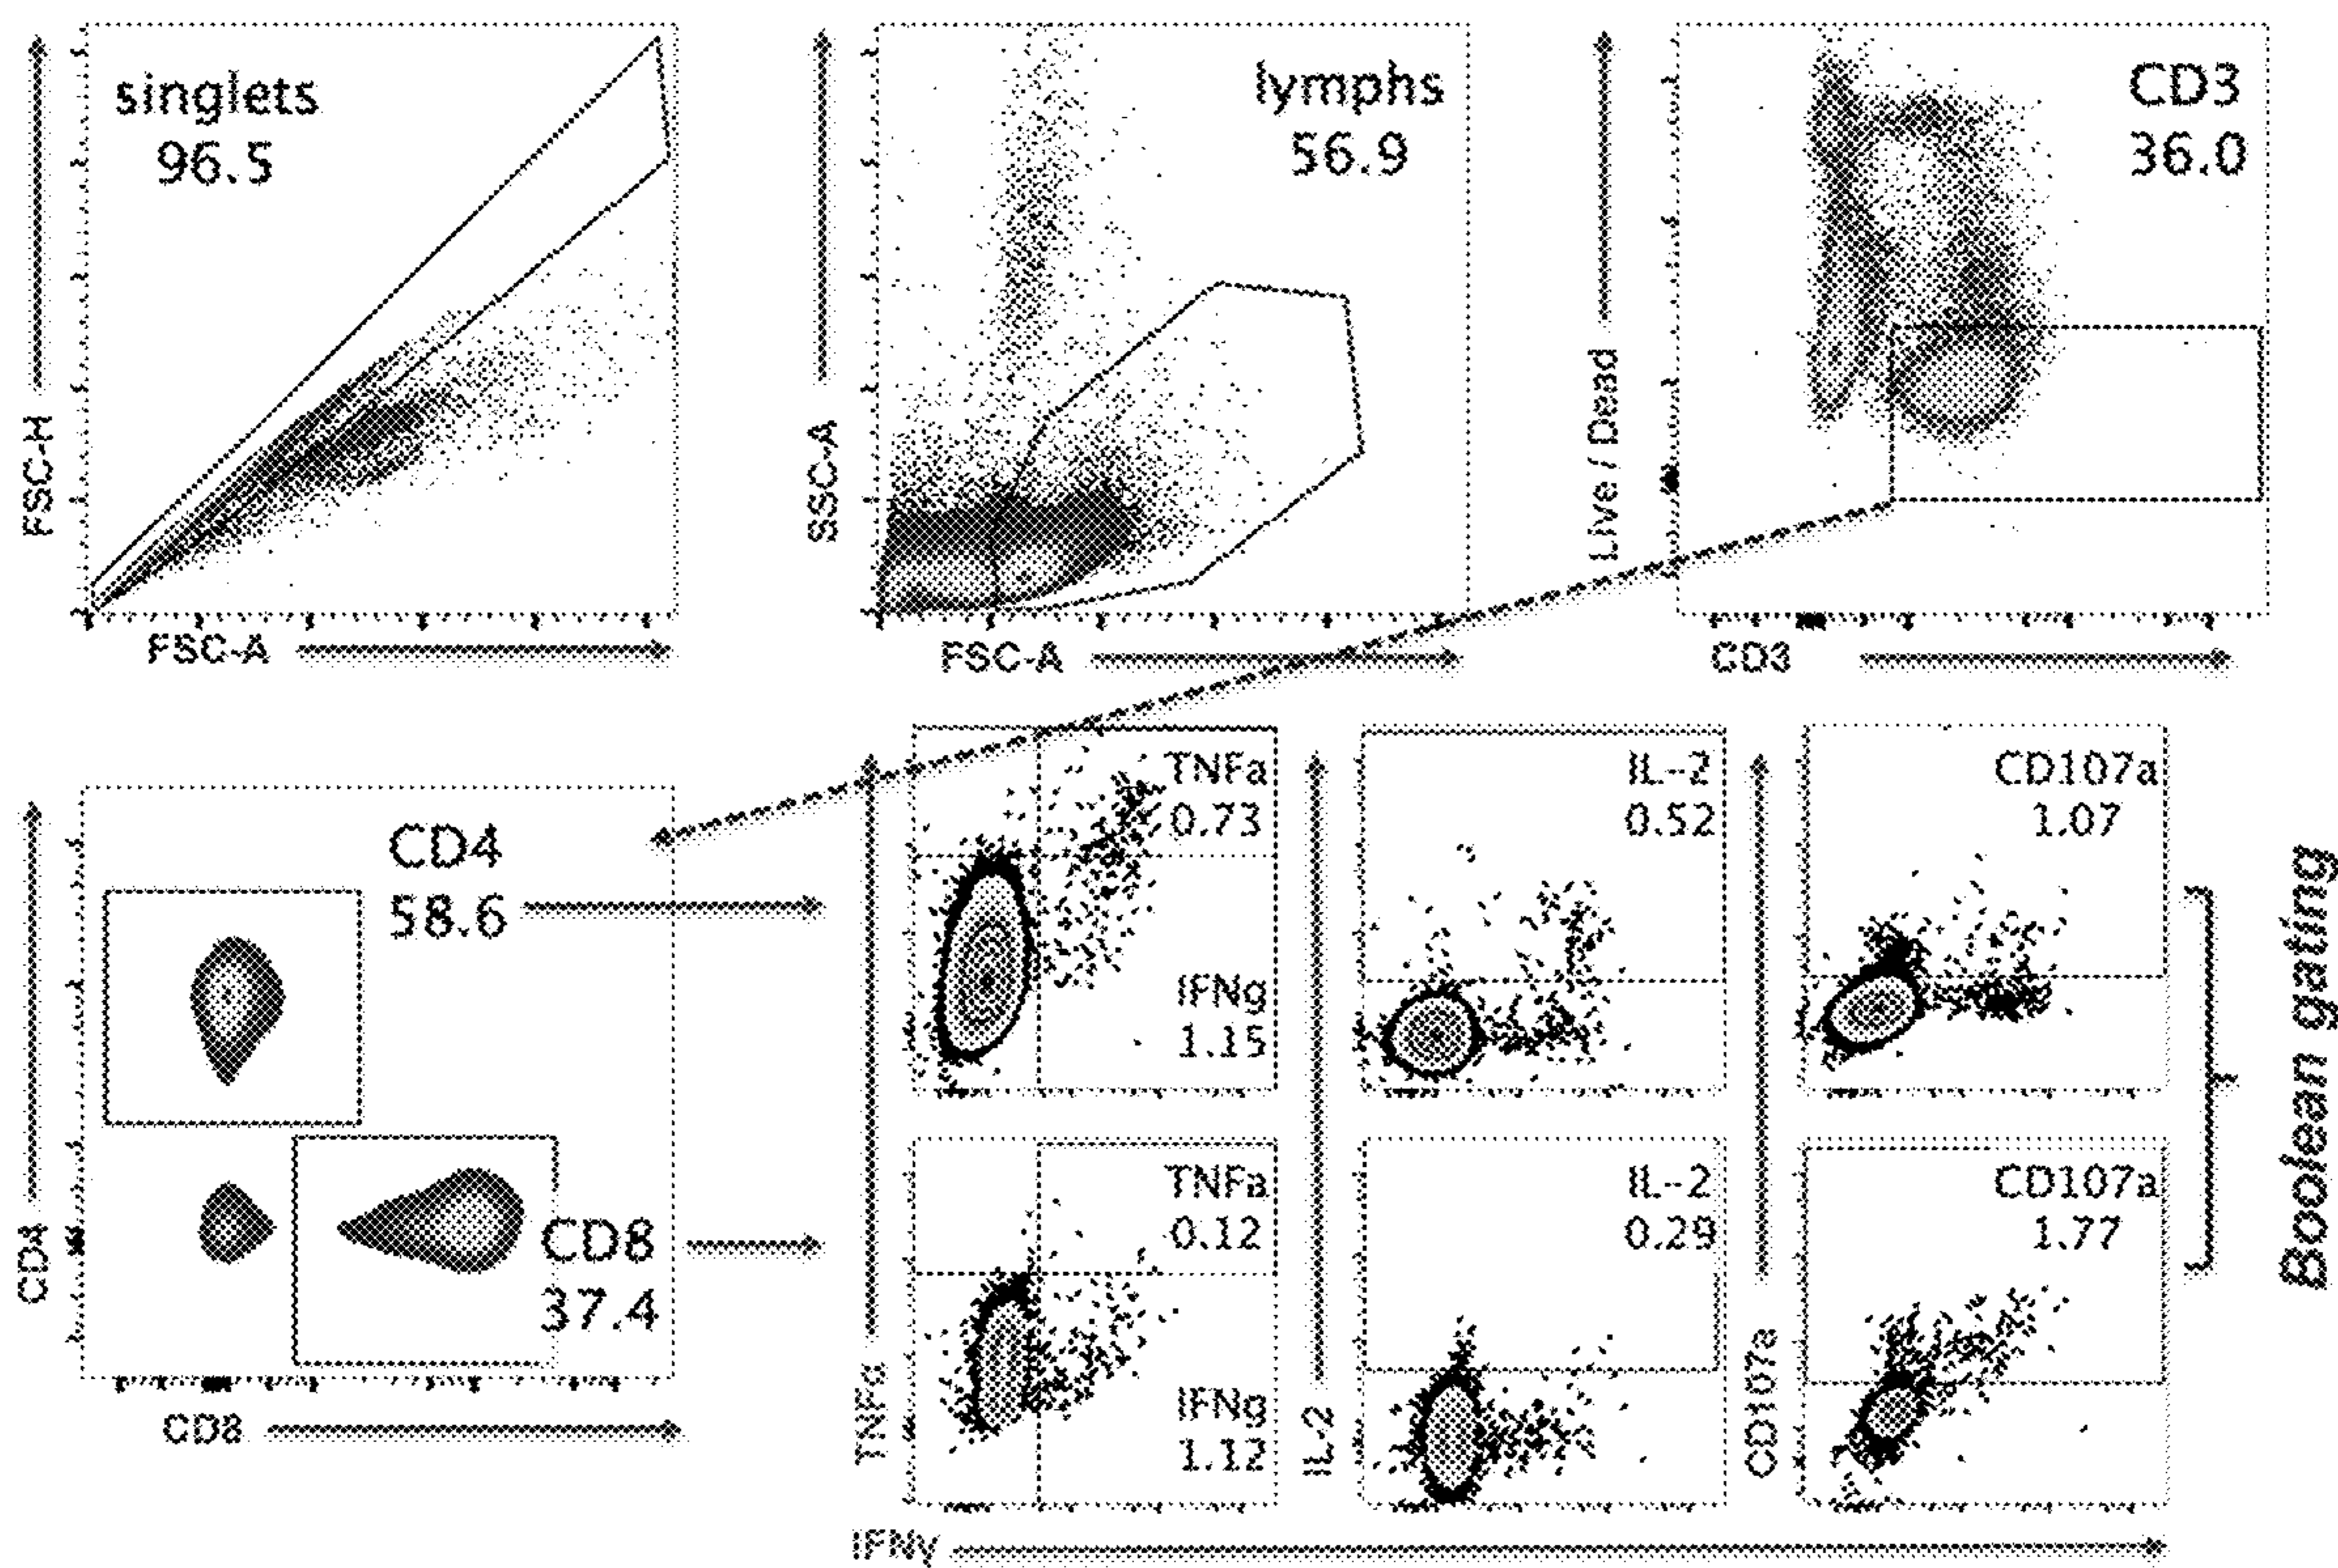 singlets
96.5
FSC-H
FSC-A
lymphs
56.9
SSC-A
FSC-A
CD3
36.0
Live / Dead
CD3
CD4
58.6
CD8
37.4
CD4
CD8
TNFa
0.73
IFNg
1.15
IL-2
0.52
CD107a
1.07
TNFa
0.12
IFNg
1.12
IL-2
0.29
CD107a
1.77
TNFα
IL-2
CD107a
IFNγ
Boolean gating